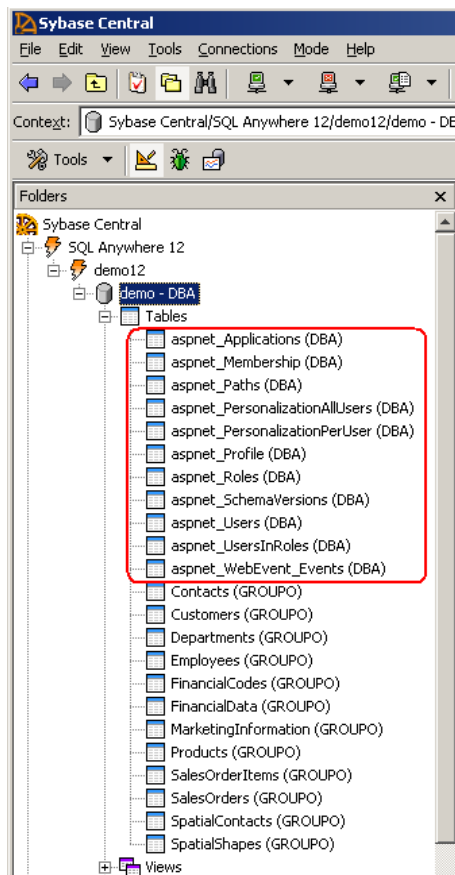 Sybase Central
File Edit View Tools Connections Mode Help
Context: Sybase Central/SQL Anywhere 12/demo12/demo - DB
Tools
Folders
Sybase Central
SQL Anywhere 12
demo12
demo - DBA
Tables
aspnet_Applications (DBA)
aspnet_Membership (DBA)
aspnet_Paths (DBA)
aspnet_PersonalizationAllUsers (DBA)
aspnet_PersonalizationPerUser (DBA)
aspnet_Profile (DBA)
aspnet_Roles (DBA)
aspnet_SchemaVersions (DBA)
aspnet_Users (DBA)
aspnet_UsersInRoles (DBA)
aspnet_WebEvent_Events (DBA)
Contacts (GROUPO)
Customers (GROUPO)
Departments (GROUPO)
Employees (GROUPO)
FinancialCodes (GROUPO)
FinancialData (GROUPO)
MarketingInformation (GROUPO)
Products (GROUPO)
SalesOrderItems (GROUPO)
SalesOrders (GROUPO)
SpatialContacts (GROUPO)
SpatialShapes (GROUPO)
Views